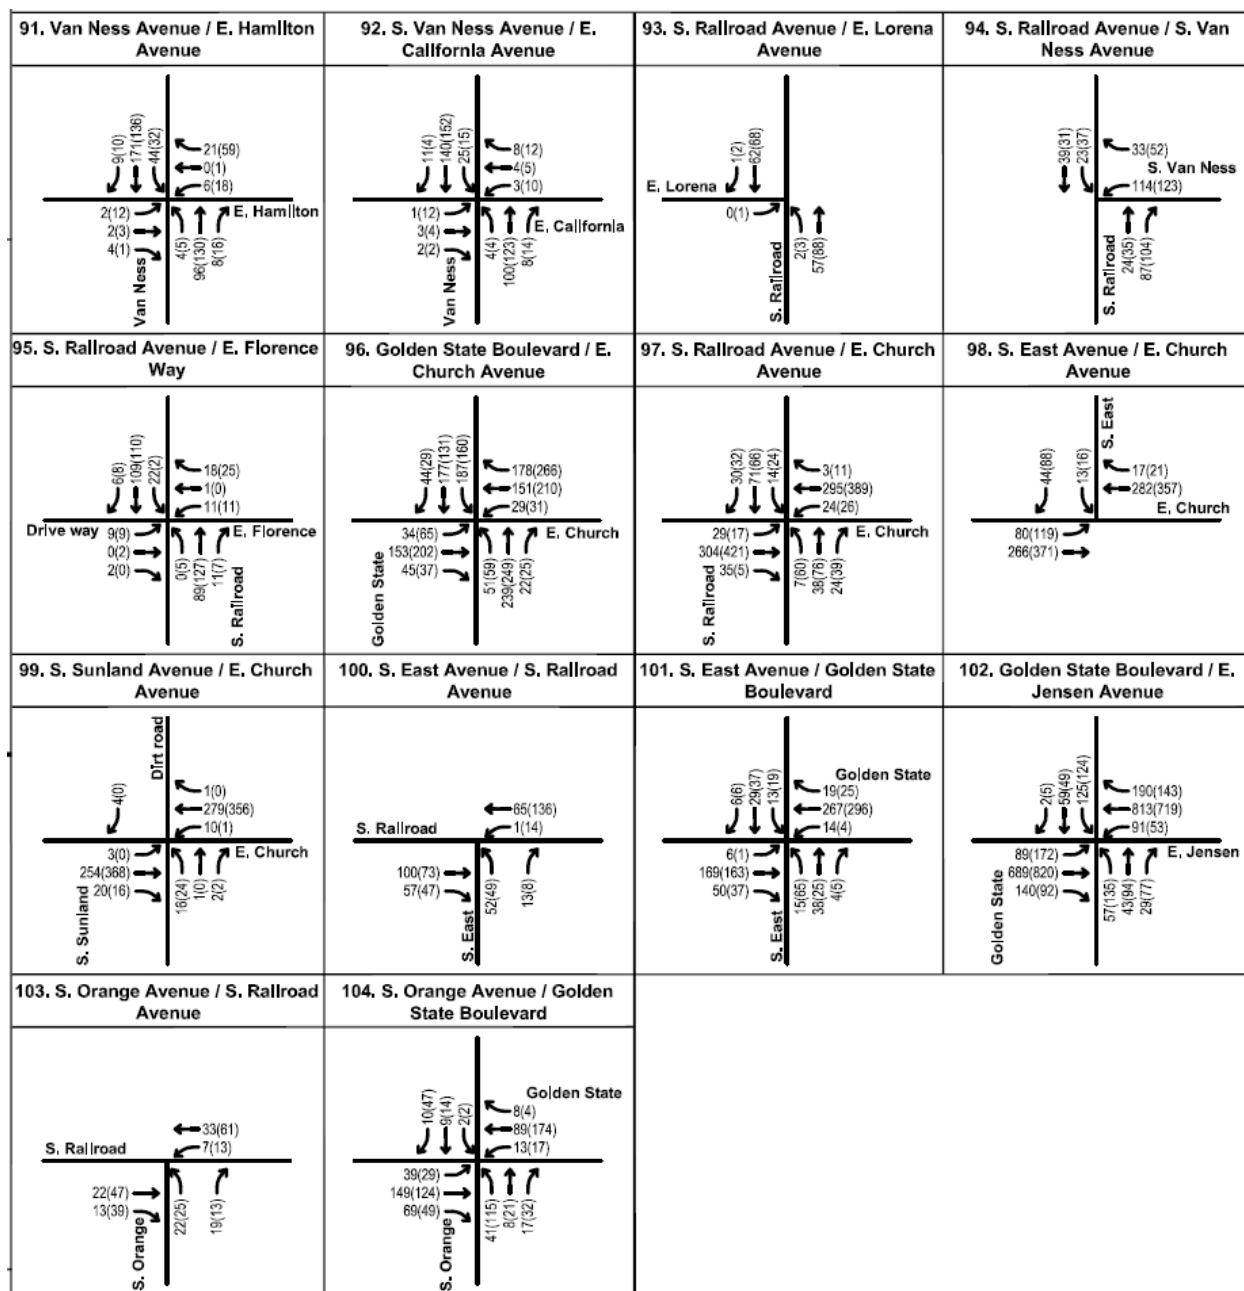 91. Van Ness Avenue / E. Hamilton
Avenue
9(10)
171(136)
44(32)
21(59)
0(1)
6(18)
E. Hamilton
2(12)
2(3)
4(1)
4(5)
96(130)
8(16)
Van Ness
92. S. Van Ness Avenue / E.
California Avenue
11(4)
140(152)
25(15)
8(12)
4(5)
3(10)
E. California
1(12)
3(4)
2(2)
4(4)
100(123)
8(14)
Van Ness
93. S. Railroad Avenue / E. Lorena
Avenue
1(2)
62(68)
E. Lorena
0(1)
2(3)
57(88)
S. Railroad
94. S. Railroad Avenue / S. Van
Ness Avenue
39(31)
23(37)
33(52)
S. Van Ness
114(123)
24(35)
87(104)
S. Railroad
95. S. Railroad Avenue / E. Florence
Way
6(8)
109(110)
22(2)
18(25)
1(0)
11(11)
Drive way
E. Florence
9(9)
0(2)
2(0)
0(5)
89(127)
11(7)
S. Railroad
96. Golden State Boulevard / E.
Church Avenue
44(29)
177(131)
187(160)
178(266)
151(210)
29(31)
E. Church
34(65)
153(202)
45(37)
51(59)
239(249)
22(25)
Golden State
97. S. Railroad Avenue / E. Church
Avenue
30(32)
71(66)
14(24)
3(11)
295(389)
24(26)
E. Church
29(17)
304(421)
35(5)
7(60)
38(76)
24(39)
S. Railroad
98. S. East Avenue / E. Church
Avenue
S. East
44(88)
13(16)
17(21)
282(357)
E. Church
80(119)
266(371)
99. S. Sunland Avenue / E. Church
Avenue
Dirt road
4(0)
1(0)
279(356)
10(1)
E. Church
3(0)
254(368)
20(16)
16(24)
1(0)
2(2)
S. Sunland
100. S. East Avenue / S. Railroad
Avenue
65(136)
1(14)
S. Railroad
100(73)
57(47)
52(49)
13(8)
S. East
101. S. East Avenue / Golden State
Boulevard
6(6)
29(37)
13(19)
Golden State
19(25)
267(296)
14(4)
6(1)
169(163)
50(37)
15(65)
38(25)
4(5)
S. East
102. Golden State Boulevard / E.
Jensen Avenue
2(5)
59(49)
125(124)
190(143)
813(719)
91(53)
E. Jensen
89(172)
689(820)
140(92)
57(135)
43(94)
29(77)
Golden State
103. S. Orange Avenue / S. Railroad
Avenue
33(61)
7(13)
S. Railroad
22(47)
13(39)
22(25)
19(13)
S. Orange
104. S. Orange Avenue / Golden
State Boulevard
10(47)
9(14)
2(2)
Golden State
8(4)
89(174)
13(17)
39(29)
149(124)
69(49)
41(115)
8(21)
17(32)
S. Orange